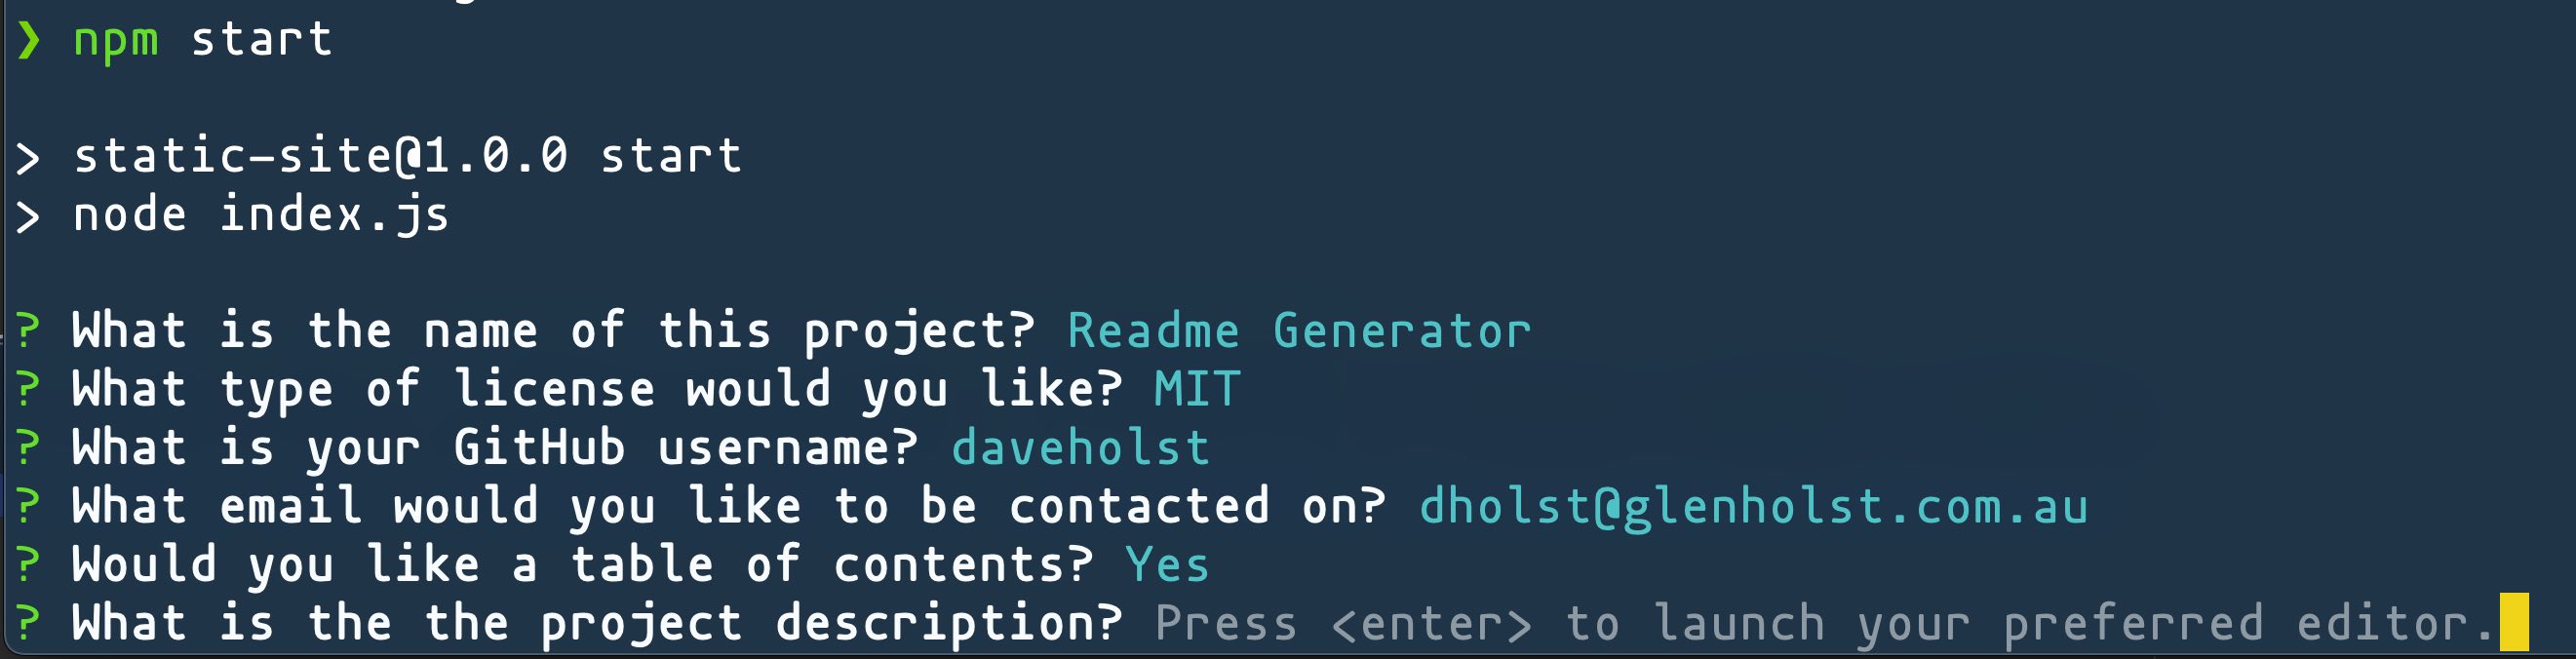 ❯ npm start
> static-site@1.0.0 start
> node index.js
? What is the name of this project? Readme Generator
? What type of license would you like? MIT
? What is your GitHub username? daveholst
? What email would you like to be contacted on? dholst@glenholst.com.au
? Would you like a table of contents? Yes
? What is the the project description? Press <enter> to launch your preferred editor.